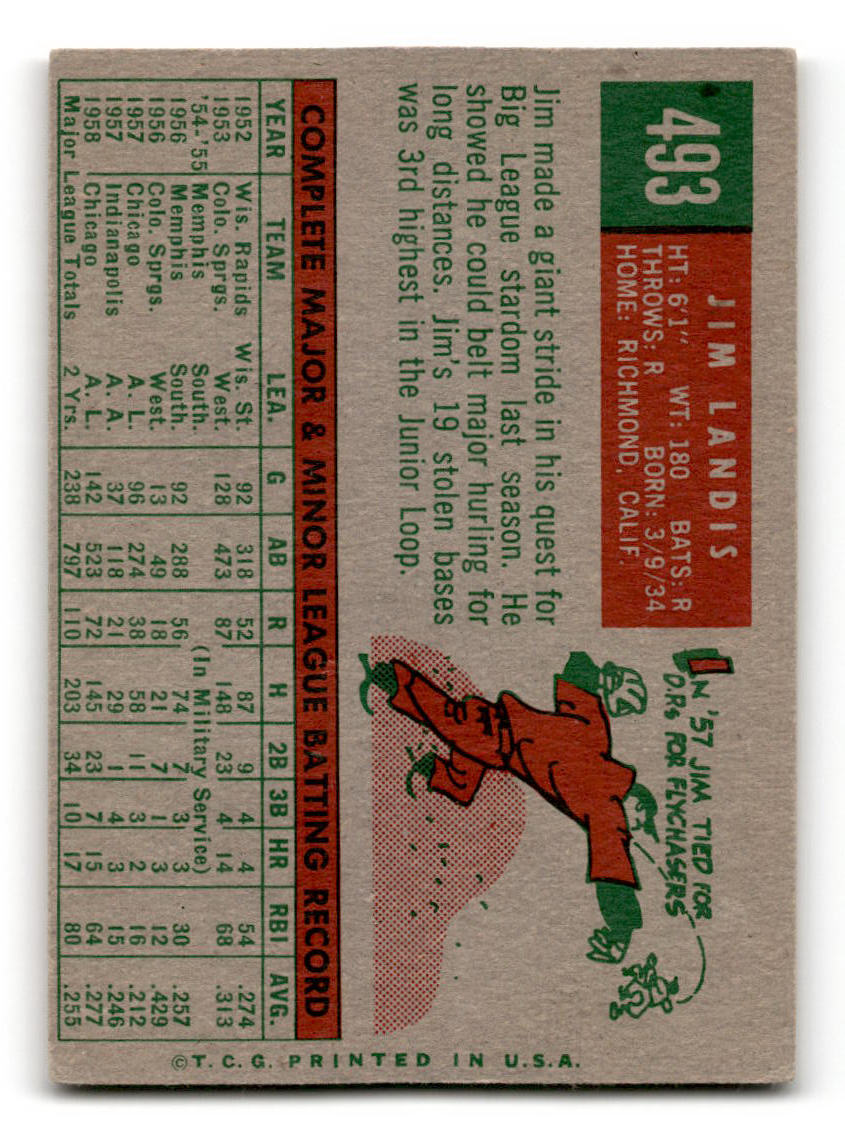 493
JIM LANDIS
HT: 6'1" WT: 180 BATS: R
THROWS: R BORN: 3/9/34
HOME: RICHMOND, CALIF.
Jim made a giant stride in his quest for
Big League stardom last season. He
showed he could belt major hurling for
long distances. Jim's 19 stolen bases
was 3rd highest in the Junior Loop.
IN '57 JIM TIED FOR
D.P.s FOR FLYCHASERS
COMPLETE MAJOR & MINOR LEAGUE BATTING RECORD
YEAR TEAM LEA. G AB R H 2B 3B HR RBI AVG.
1952 Wis. Rapids Wis. St. 92 318 52 87 9 4 4 54 .274
1953 Colo. Sprgs. West. 128 473 87 148 23 4 14 68 .313
'54-'55 Memphis South. (In Military Service)
1956 Memphis South. 92 288 56 74 7 3 3 30 .257
1956 Colo. Sprgs. West. 13 49 18 21 7 1 3 12 .429
1957 Chicago A. L. 96 274 38 58 11 3 2 16 .212
1957 Indianapolis A. A. 37 118 21 29 1 4 3 15 .246
1958 Chicago A. L. 142 523 72 145 23 7 15 64 .277
Major League Totals 2 Yrs. 238 797 110 203 34 10 17 80 .255
©T.C.G. PRINTED IN U.S.A.